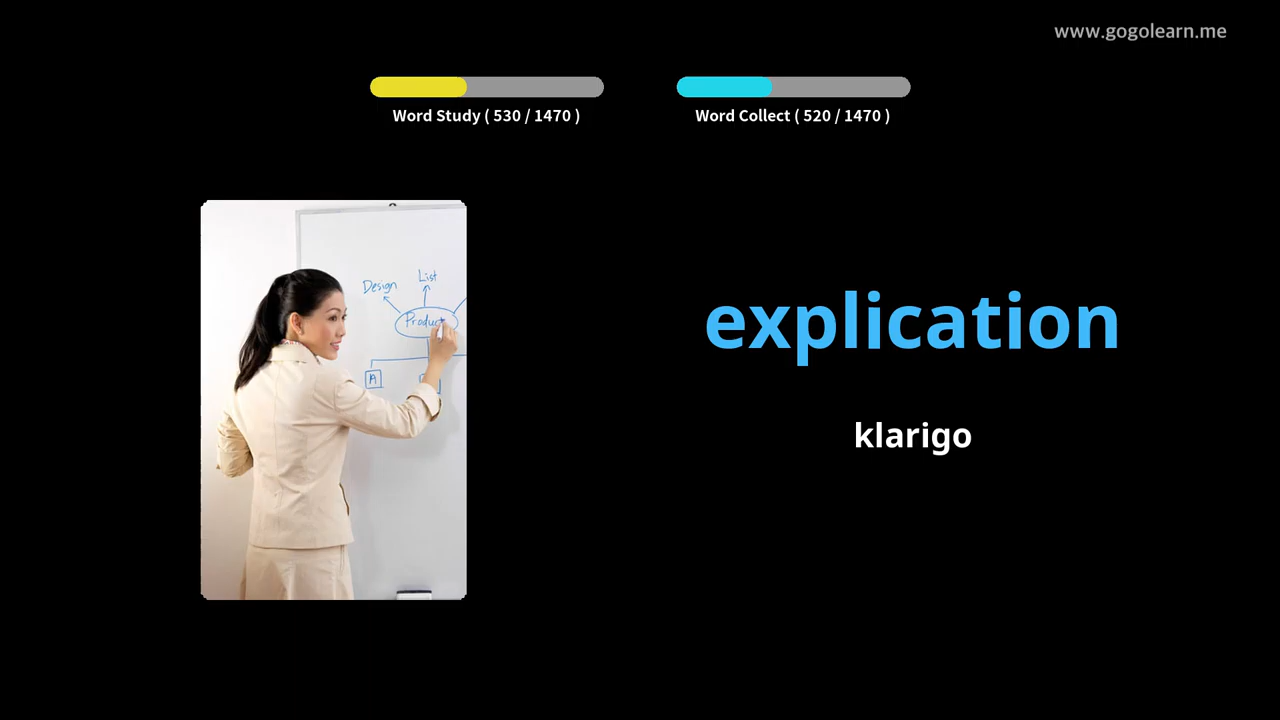 www.gogolearn.me
Word Study ( 530 / 1470 )
Word Collect ( 520 / 1470 )
List
Design
Product
A
explication
klarigo